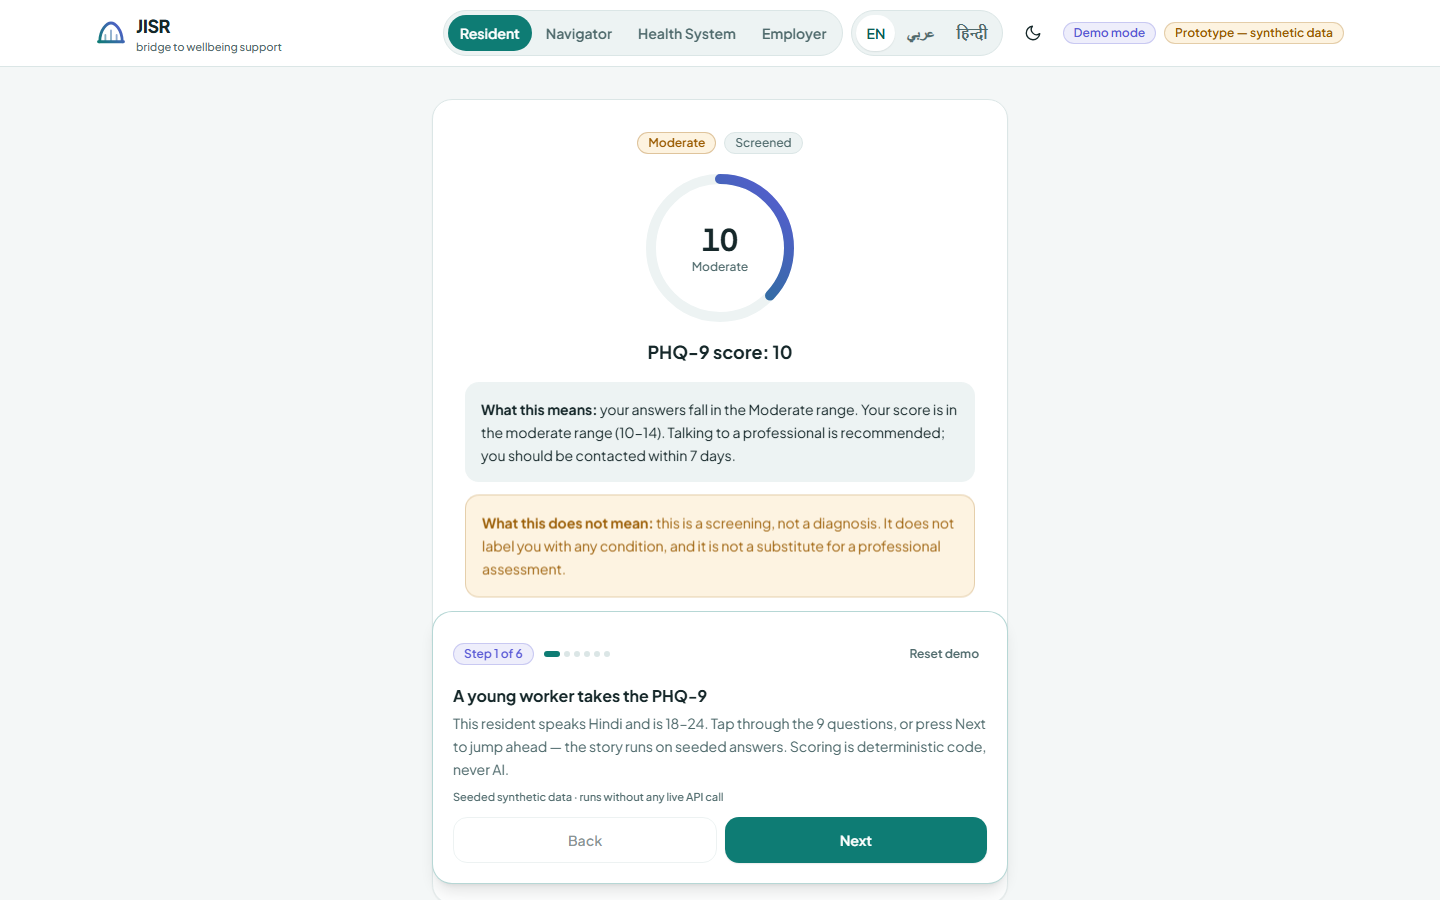 JISR
bridge to wellbeing support
Resident
Navigator
Health System
Employer
EN
عربي
हिन्दी
Demo mode
Prototype — synthetic data
Moderate
Screened
10
Moderate
PHQ-9 score: 10
What this means: your answers fall in the Moderate range. Your score is in
the moderate range (10–14). Talking to a professional is recommended;
you should be contacted within 7 days.
What this does not mean: this is a screening, not a diagnosis. It does not
label you with any condition, and it is not a substitute for a professional
assessment.
Step 1 of 6
Reset demo
A young worker takes the PHQ-9
This resident speaks Hindi and is 18–24. Tap through the 9 questions, or press Next
to jump ahead — the story runs on seeded answers. Scoring is deterministic code,
never AI.
Seeded synthetic data · runs without any live API call
Back
Next